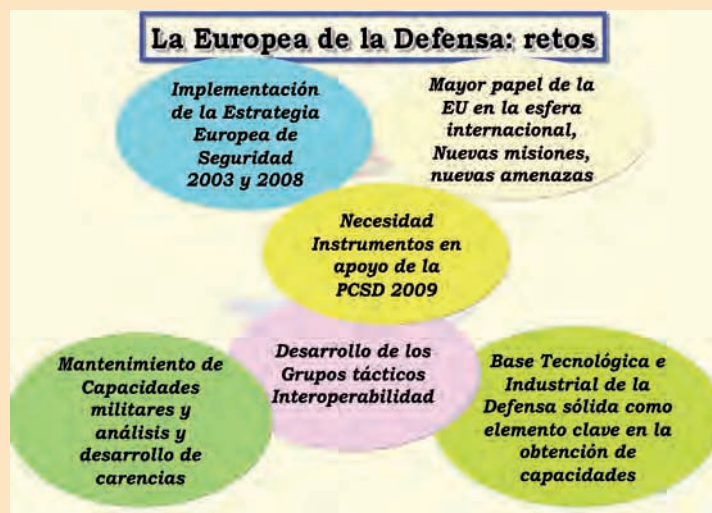 La Europea de la Defensa: retos
Implementación
de la Estrategia
Europea de
Seguridad
2003 y 2008
Mayor papel de la
EU en la esfera
internacional,
Nuevas misiones,
nuevas amenazas
Necesidad
Instrumentos en
apoyo de la
PCSD 2009
Mantenimiento de
Capacidades
militares y
análisis y
desarrollo de
carencias
Desarrollo de los
Grupos tácticos
Interoperabilidad
Base Tecnológica e
Industrial de la
Defensa sólida como
elemento clave en la
obtención de
capacidades